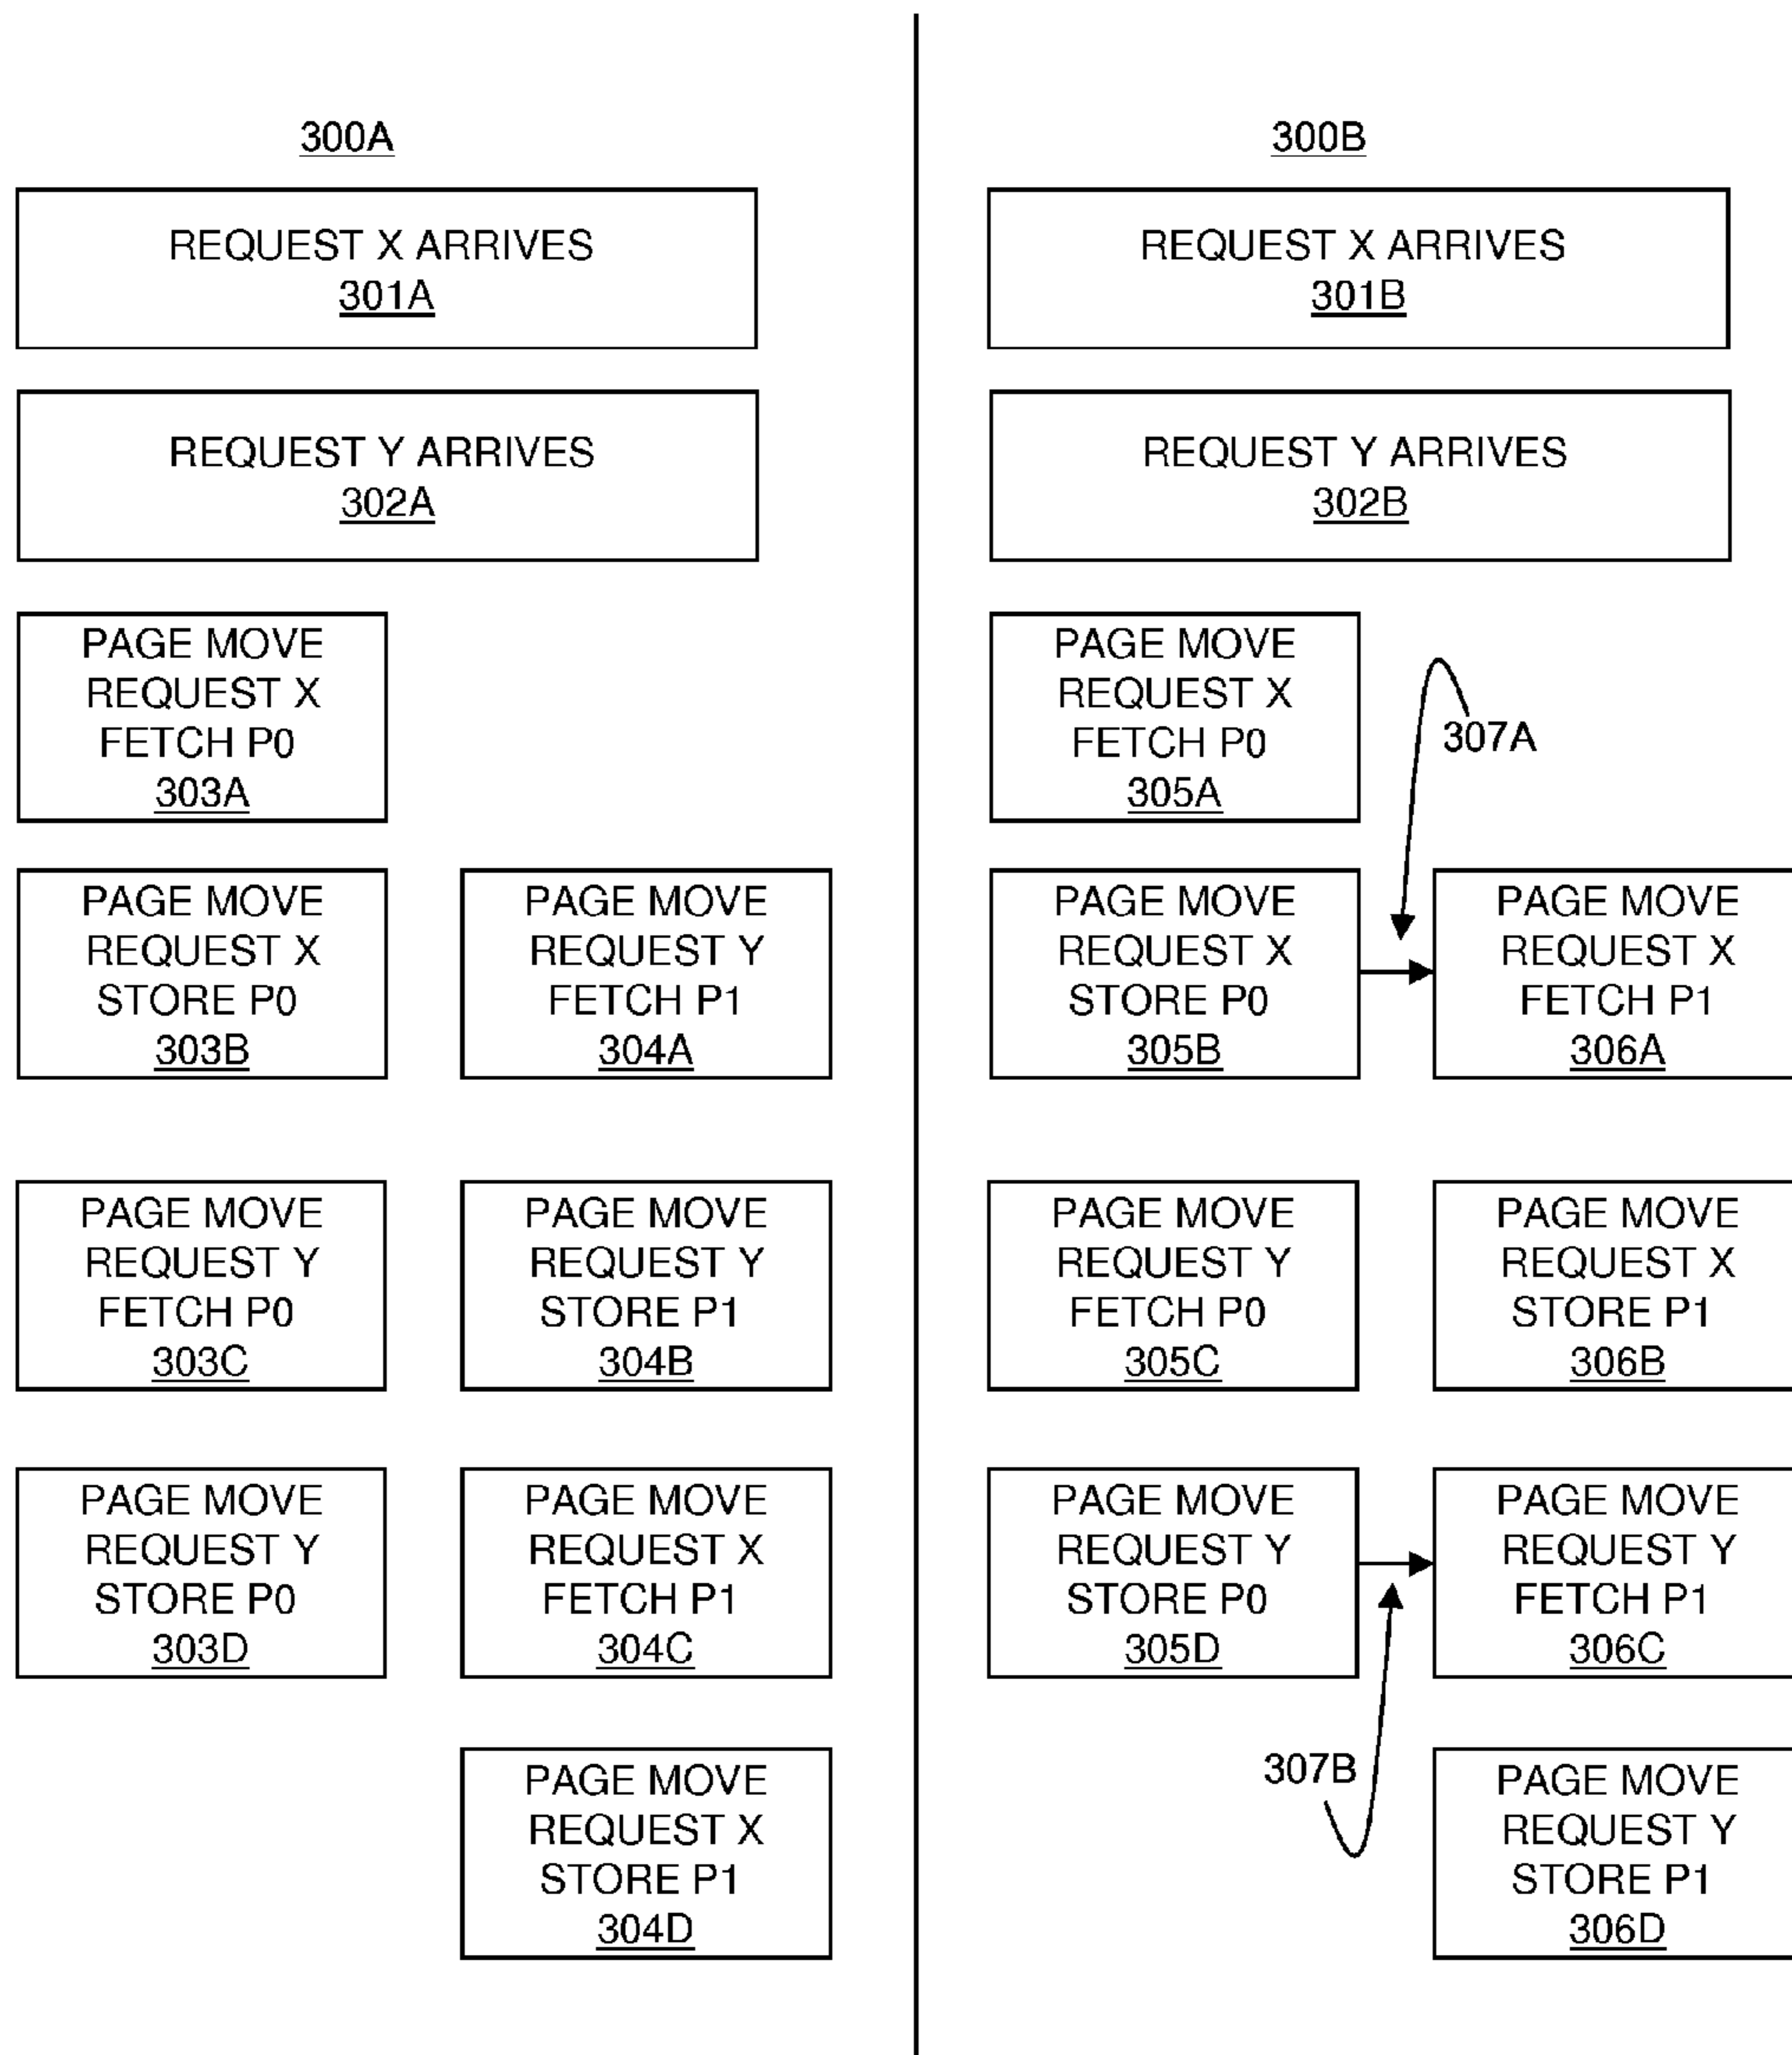 300A
REQUEST X ARRIVES
301A
REQUEST Y ARRIVES
302A
PAGE MOVE
REQUEST X
FETCH P0
303A
PAGE MOVE
REQUEST X
STORE P0
303B
PAGE MOVE
REQUEST Y
FETCH P1
304A
PAGE MOVE
REQUEST Y
FETCH P0
303C
PAGE MOVE
REQUEST Y
STORE P1
304B
PAGE MOVE
REQUEST Y
STORE P0
303D
PAGE MOVE
REQUEST X
FETCH P1
304C
PAGE MOVE
REQUEST X
STORE P1
304D
300B
REQUEST X ARRIVES
301B
REQUEST Y ARRIVES
302B
PAGE MOVE
REQUEST X
FETCH P0
305A
307A
PAGE MOVE
REQUEST X
STORE P0
305B
PAGE MOVE
REQUEST X
FETCH P1
306A
PAGE MOVE
REQUEST Y
FETCH P0
305C
PAGE MOVE
REQUEST X
STORE P1
306B
PAGE MOVE
REQUEST Y
STORE P0
305D
PAGE MOVE
REQUEST Y
FETCH P1
306C
307B
PAGE MOVE
REQUEST Y
STORE P1
306D